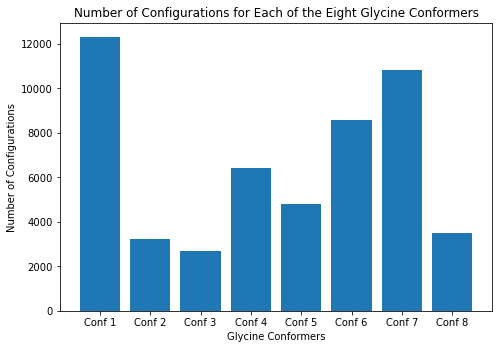 Number of Configurations for Each of the Eight Glycine Conformers
Number of Configurations
12000
10000
8000
6000
4000
2000
0
Conf 1 Conf 2 Conf 3 Conf 4 Conf 5 Conf 6 Conf 7 Conf 8
Glycine Conformers